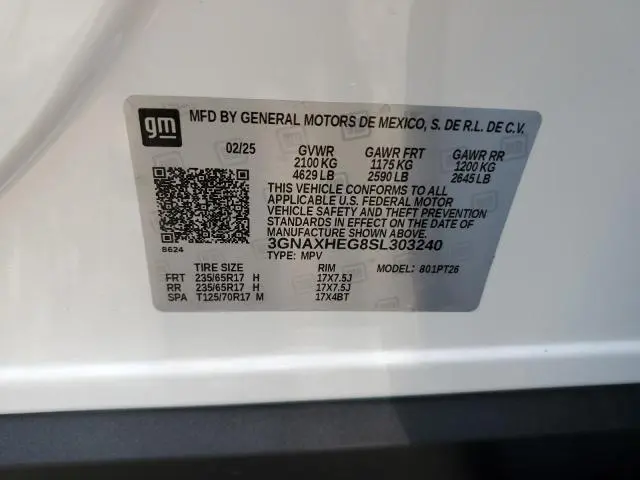 gm
MFD BY GENERAL MOTORS DE MEXICO, S. DE R.L. DE C.V.
02/25 GVWR GAWR FRT GAWR RR
2100 KG 1175 KG 1200 KG
4629 LB 2590 LB 2645 LB
THIS VEHICLE CONFORMS TO ALL
APPLICABLE U.S. FEDERAL MOTOR
VEHICLE SAFETY AND THEFT PREVENTION
STANDARDS IN EFFECT ON THE DATE OF
MANUFACTURE SHOWN ABOVE.
8624
3GNAXHEG8SL303240
TYPE: MPV
TIRE SIZE RIM MODEL: 801PT26
FRT 235/65R17 H 17X7.5J
RR 235/65R17 H 17X7.5J
SPA T125/70R17 M 17X4BT